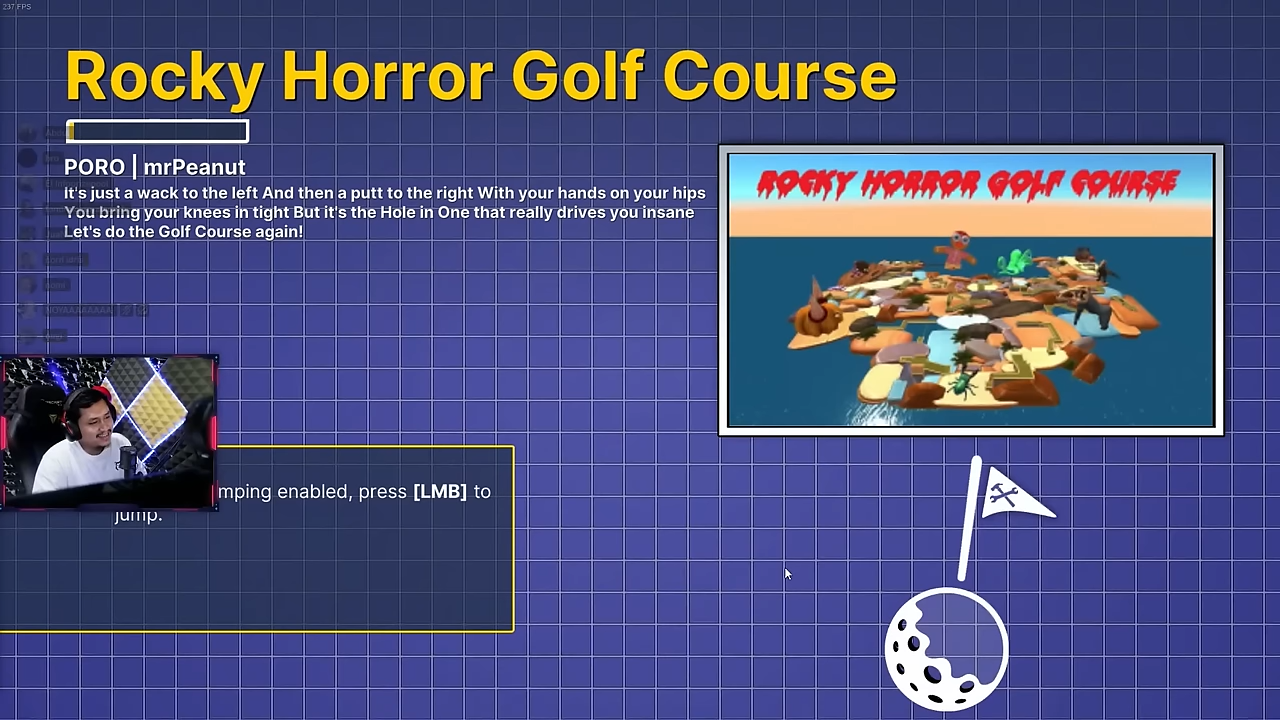 237 FPS
Rocky Horror Golf Course
PORO | mrPeanut
It's just a wack to the left And then a putt to the right With your hands on your hips
You bring your knees in tight But it's the Hole in One that really drives you insane
Let's do the Golf Course again!
ROCKY HORROR GOLF COURSE
mping enabled, press [LMB] to
jump.